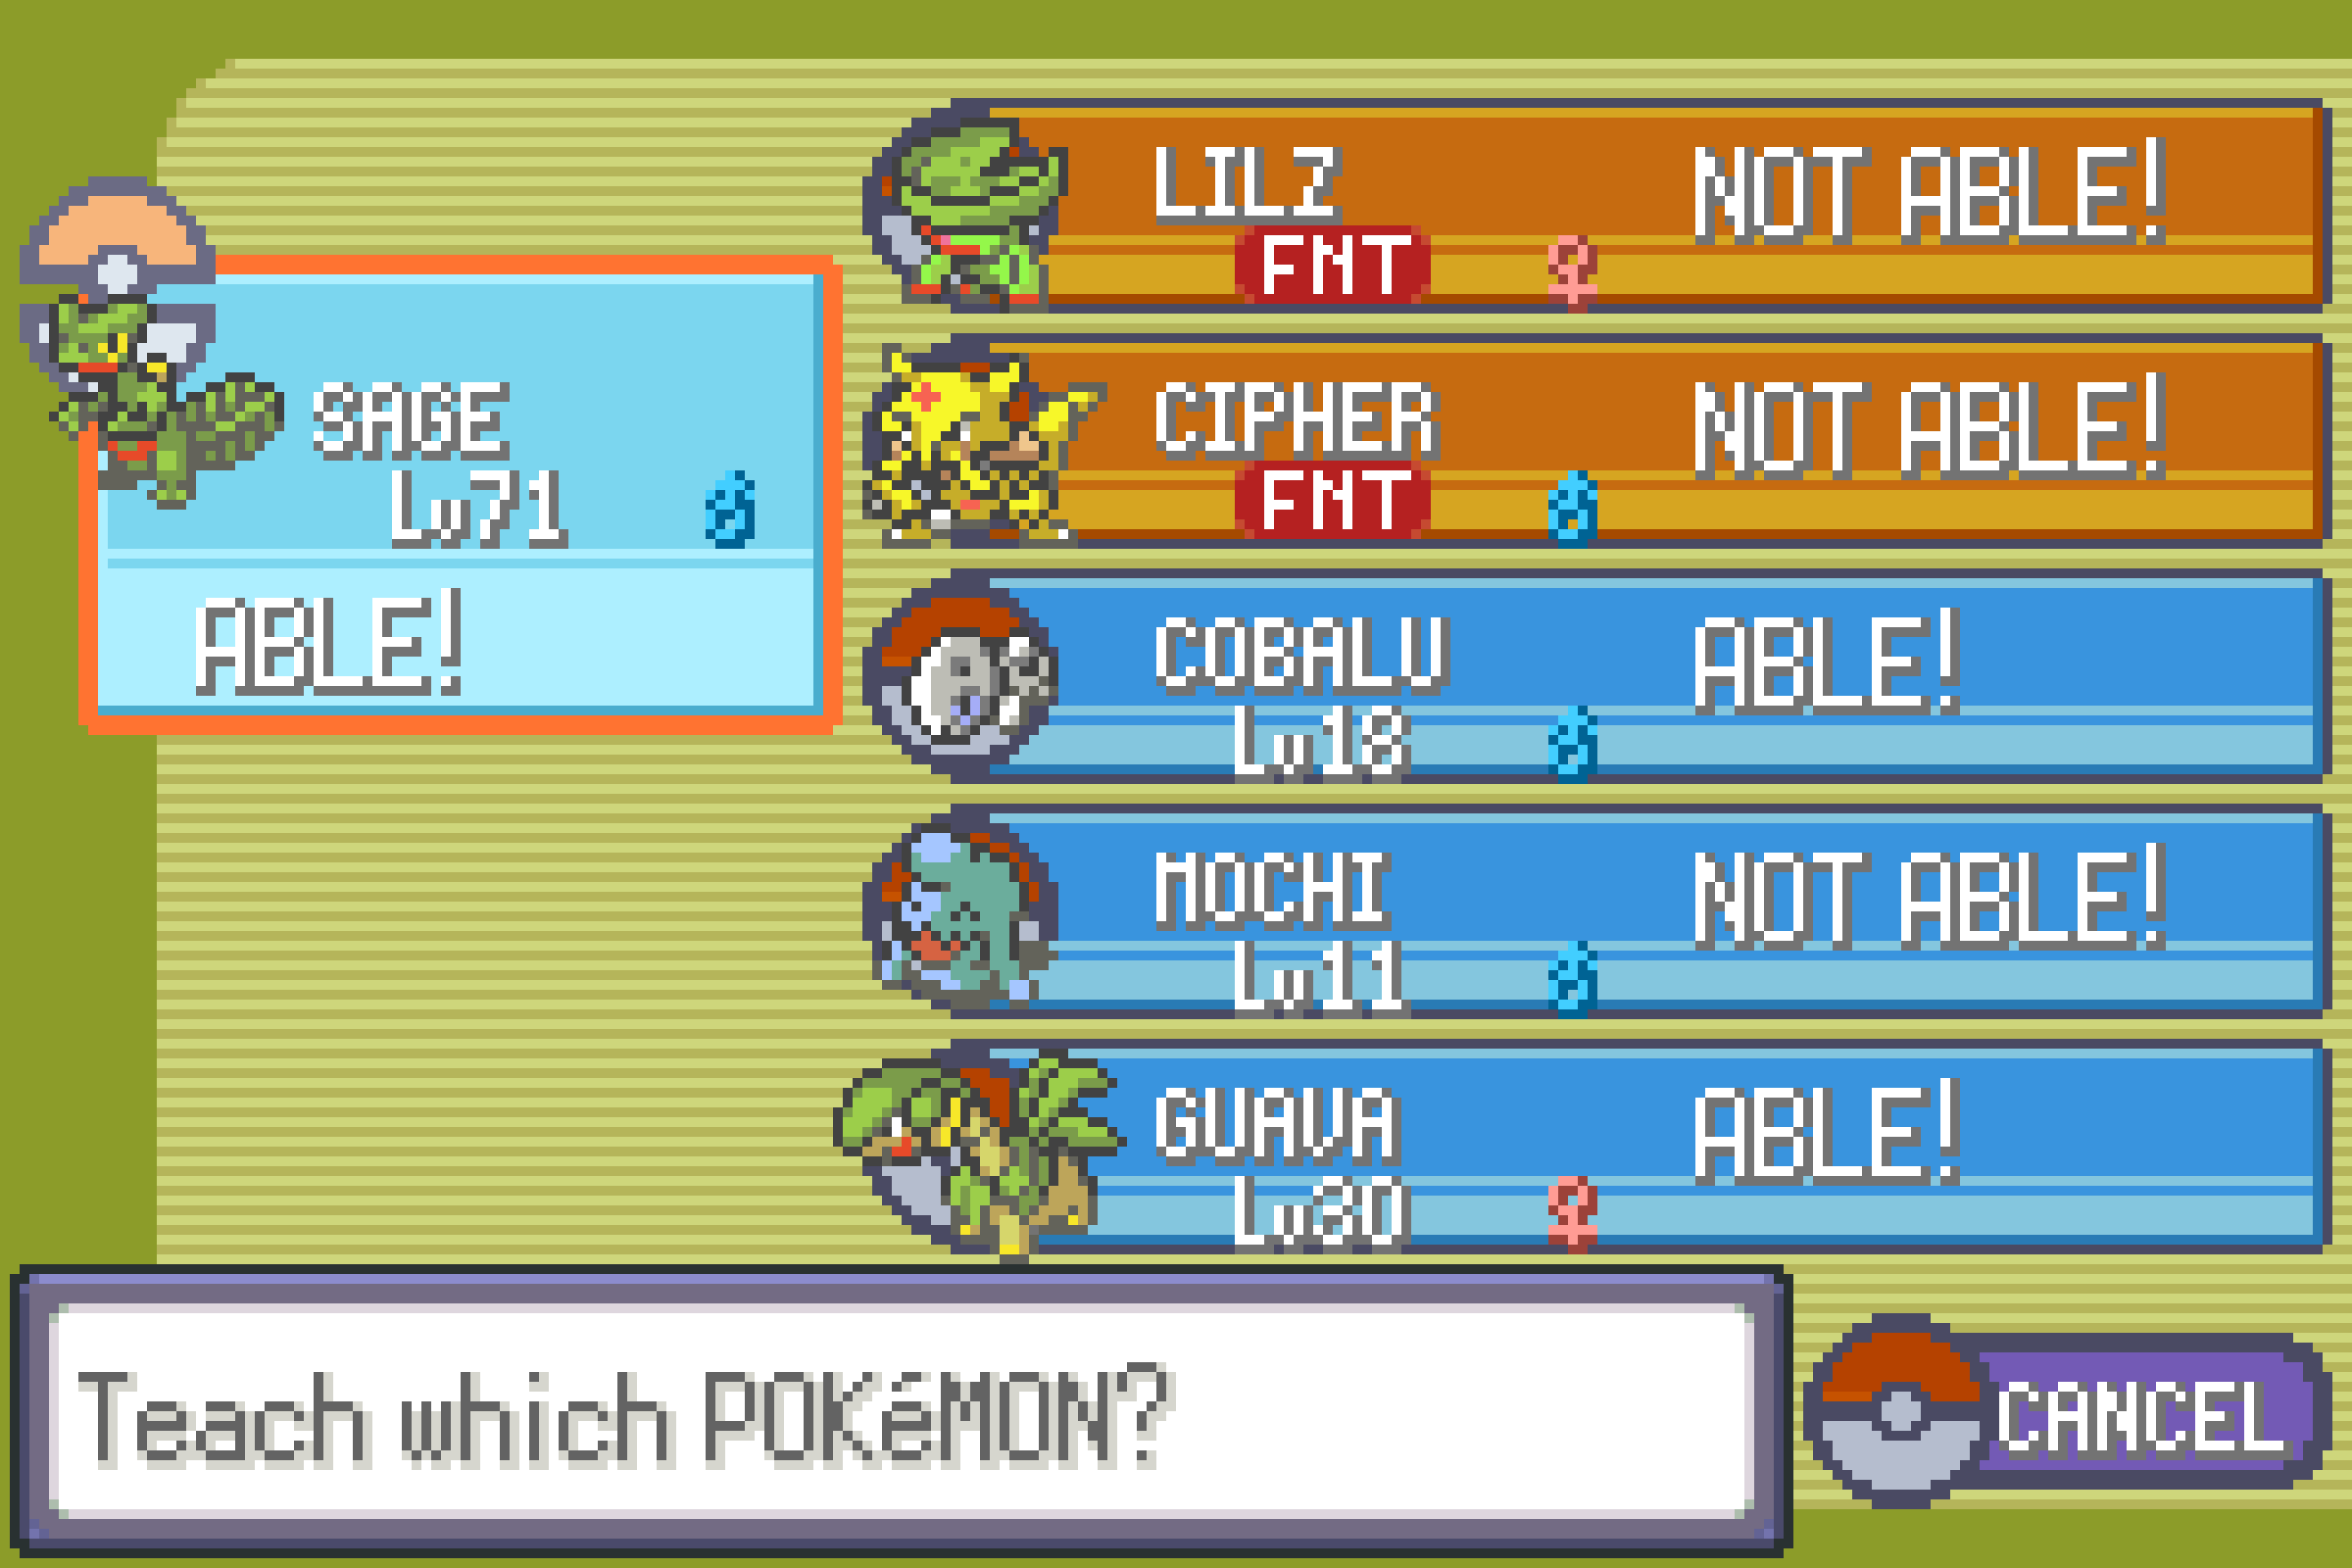 SAGE
Lv71 ♂
ABLE!
LILZ NOT ABLE!
FNT ♀
CIPHER NOT ABLE!
FNT ♂
COBALU ABLE!
Lv18 ♂
MOCHI NOT ABLE!
Lv11 ♂
GUAVA ABLE!
Lv30 ♀
Teach which POKéMON?
CANCEL